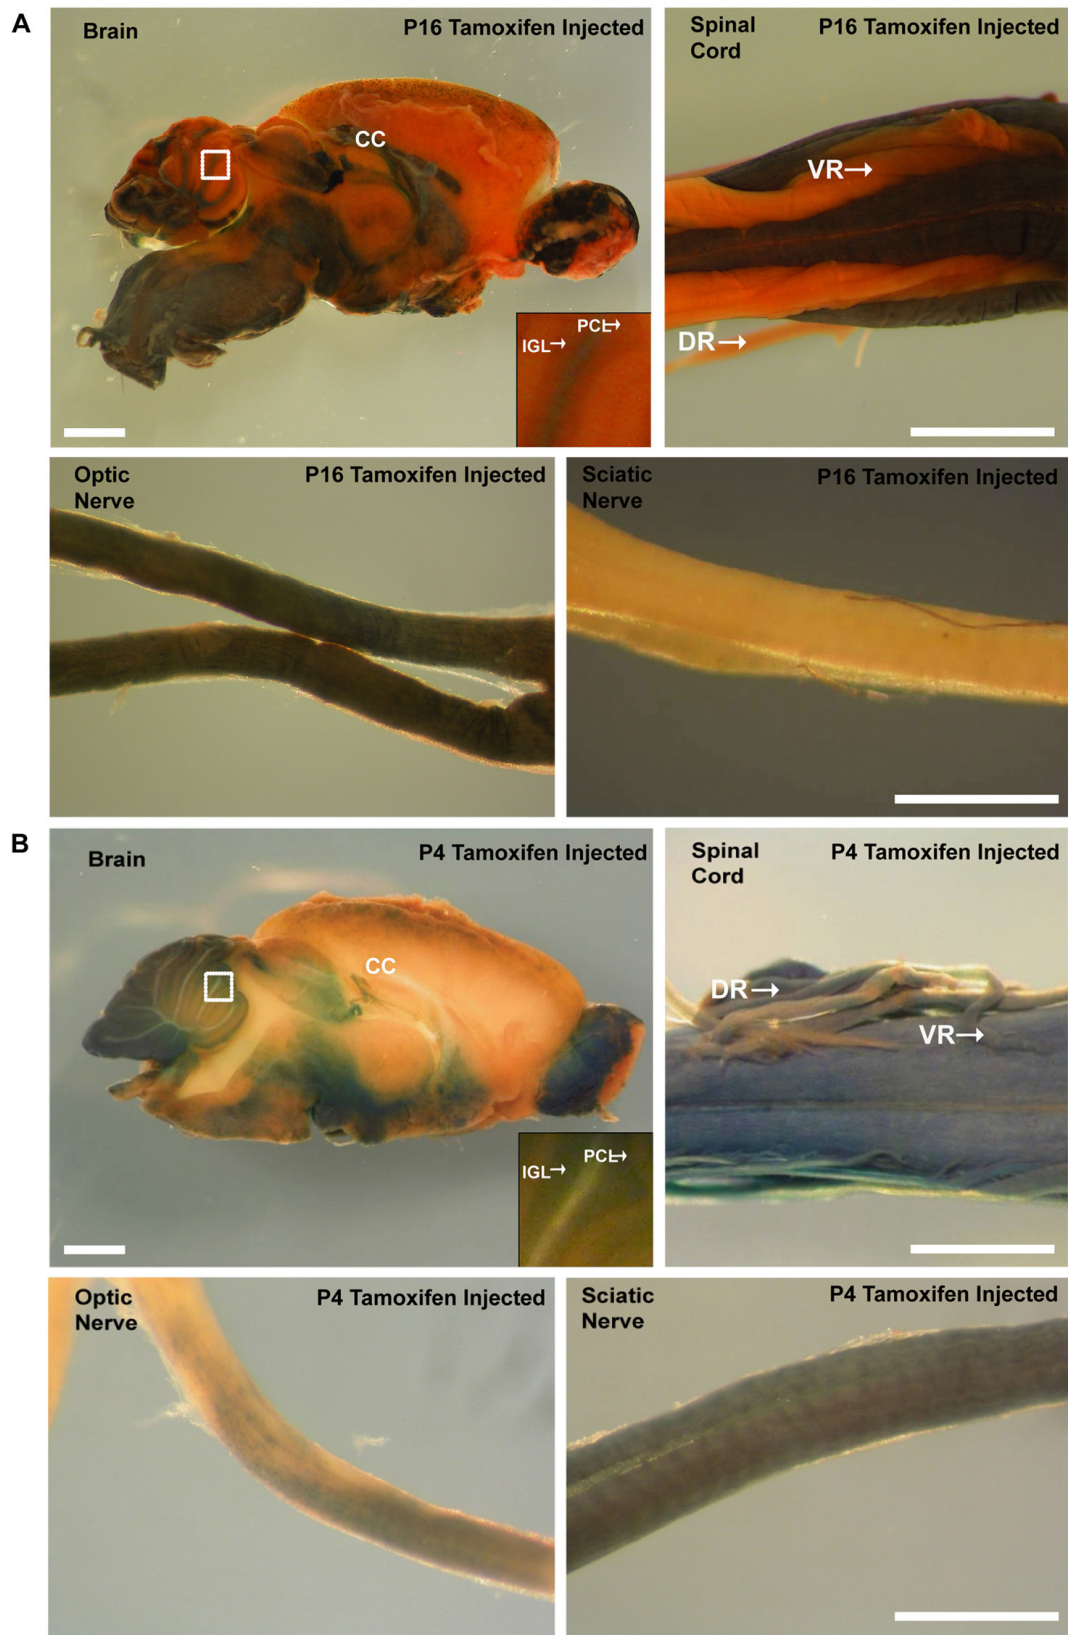 A
Brain
P16 Tamoxifen Injected
CC
IGL
PCL
Spinal
Cord
P16 Tamoxifen Injected
VR
DR
Optic
Nerve
P16 Tamoxifen Injected
Sciatic
Nerve
P16 Tamoxifen Injected
B
Brain
P4 Tamoxifen Injected
CC
IGL
PCL
Spinal
Cord
P4 Tamoxifen Injected
DR
VR
Optic
Nerve
P4 Tamoxifen Injected
Sciatic
Nerve
P4 Tamoxifen Injected